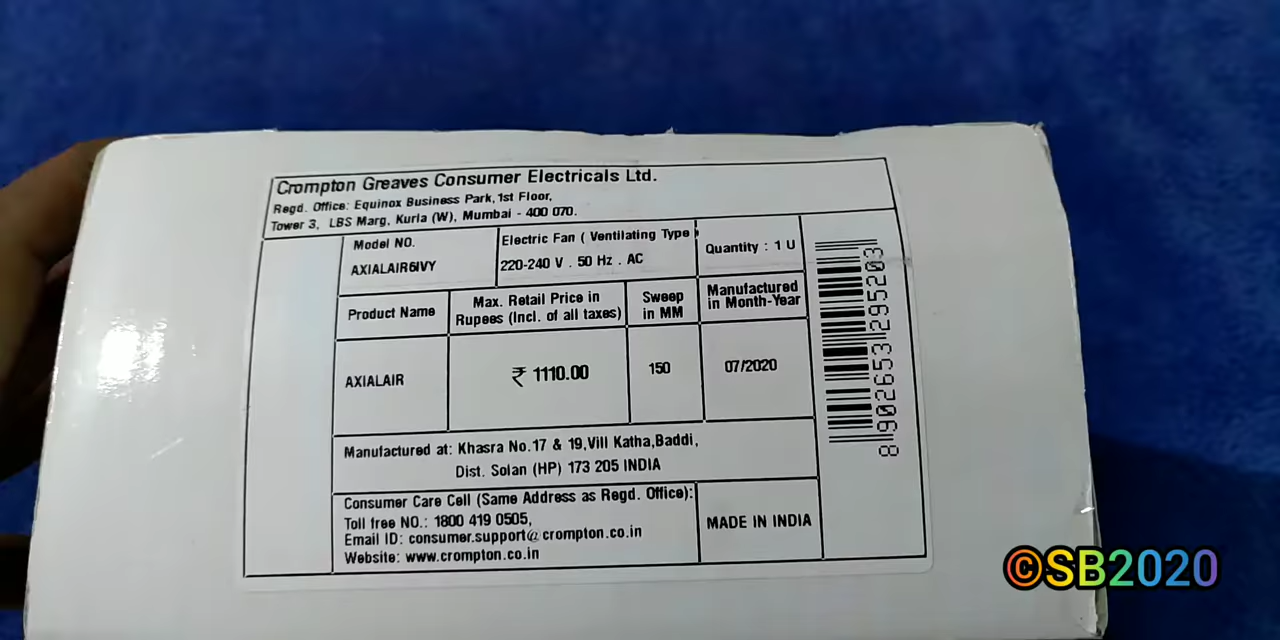 Crompton Greaves Consumer Electricals Ltd.
Regd. Office: Equinox Business Park, 1st Floor,
Tower 3, LBS Marg, Kurla (W), Mumbai - 400 070.
Model NO.
AXIALAIR6IVY
Electric Fan ( Ventilating Type )
220-240 V . 50 Hz . AC
Quantity : 1 U
Product Name
Max. Retail Price in
Rupees (Incl. of all taxes)
Sweep
in MM
Manufactured
in Month-Year
AXIALAIR
₹ 1110.00
150
07/2020
Manufactured at: Khasra No.17 & 19,Vill Katha,Baddi,
Dist. Solan (HP) 173 205 INDIA
Consumer Care Cell (Same Address as Regd. Office):
Toll free NO.: 1800 419 0505,
Email ID: consumer.support@crompton.co.in
Website: www.crompton.co.in
MADE IN INDIA
8 902653 295203
©SB2020